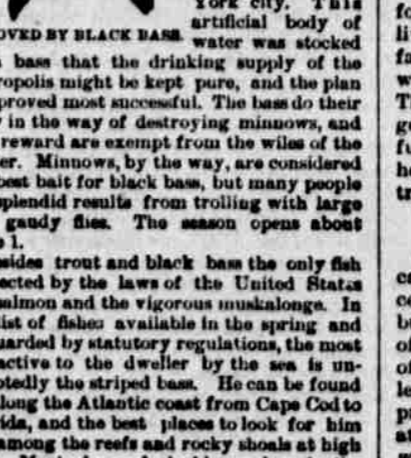 York city. This
artificial body of
OVED BY BLACK BASS.
water was stocked
bass that the drinking supply of the
ropolis might be kept pure, and the plan
proved most successful. The bass do their
in the way of destroying minnows, and
reward are exempt from the wiles of the
er. Minnows, by the way, are considered
best bait for black bass, but many people
splendid results from trolling with large
gaudy flies. The season opens about
1.
sides trout and black bass the only fish
ected by the laws of the United States
salmon and the vigorous muskalonge. In
ist of fishes available in the spring and
uarded by statutory regulations, the most
active to the dweller by the sea is un-
btedly the striped bass. He can be found
long the Atlantic coast from Cape Cod to
rida, and the best places to look for him
among the reefs and rocky shoals at high